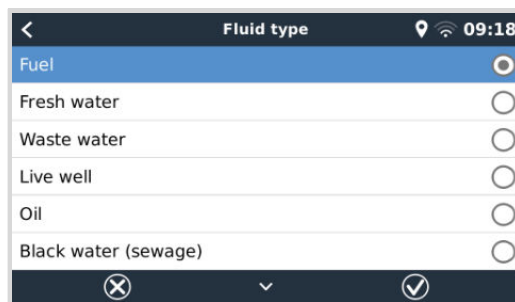 Fluid type 09:18
Fuel
Fresh water
Waste water
Live well
Oil
Black water (sewage)